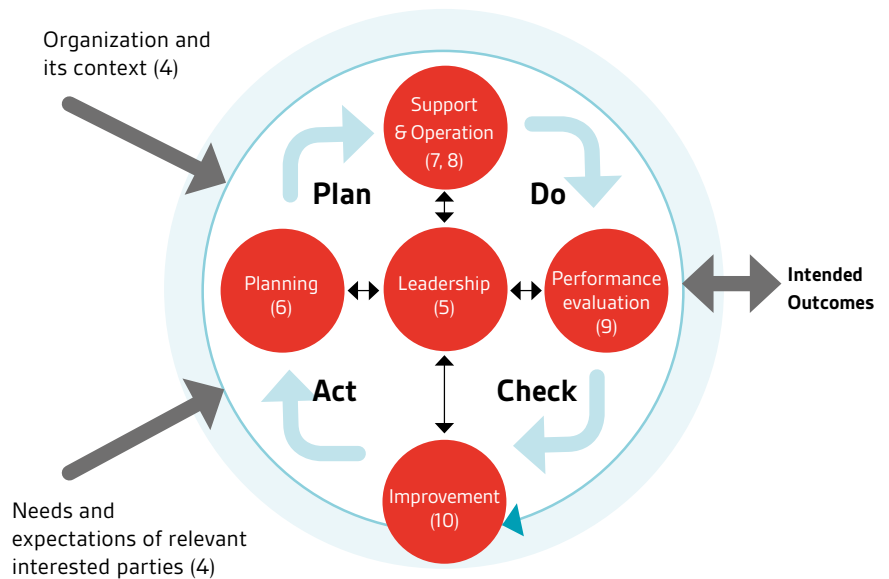 Organization and
its context (4)
Support
& Operation
(7, 8)
Plan
Do
Planning
(6)
Leadership
(5)
Performance
evaluation
(9)
Intended
Outcomes
Act
Check
Improvement
(10)
Needs and
expectations of relevant
interested parties (4)